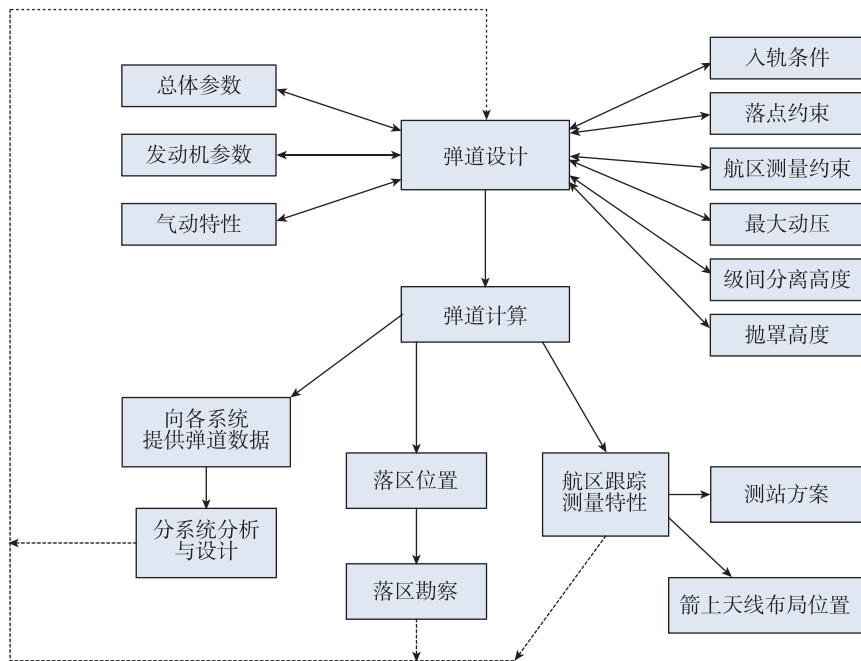 总体参数
发动机参数
气动特性
弹道设计
入轨条件
落点约束
航区测量约束
最大动压
级间分离高度
抛罩高度
弹道计算
向各系统
提供弹道数据
分系统分析
与设计
落区位置
落区勘察
航区跟踪
测量特性
测站方案
箭上天线布局位置